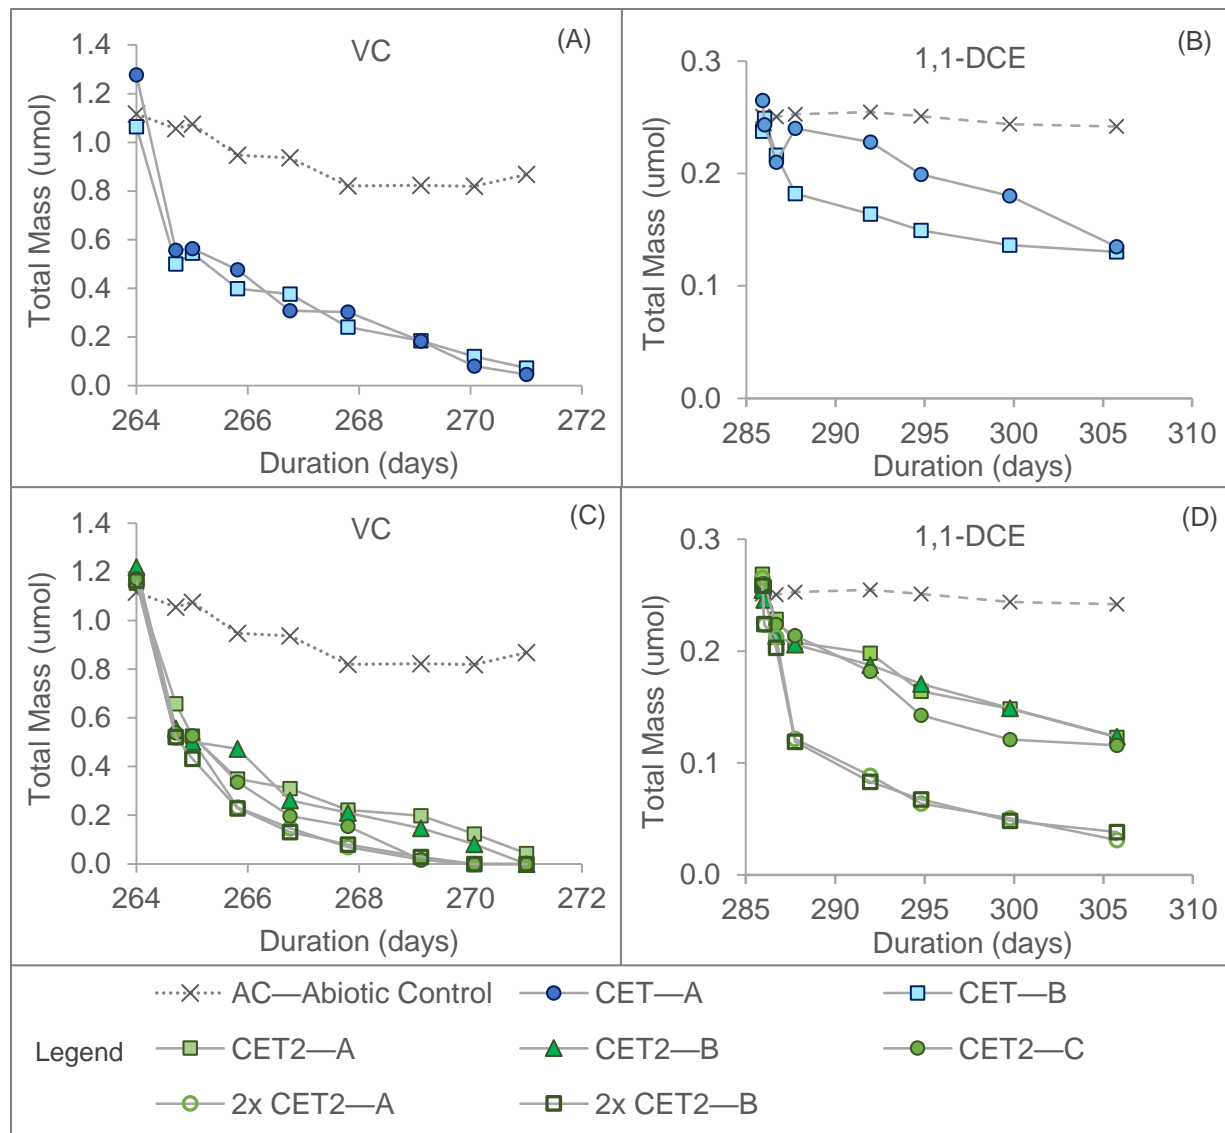 (A)
VC
Total Mass (umol)
1.4
1.2
1.0
0.8
0.6
0.4
0.2
0.0
264 266 268 270 272
Duration (days)
(B)
1,1-DCE
Total Mass (umol)
0.3
0.2
0.1
0.0
285 290 295 300 305 310
Duration (days)
(C)
VC
Total Mass (umol)
1.4
1.2
1.0
0.8
0.6
0.4
0.2
0.0
264 266 268 270 272
Duration (days)
(D)
1,1-DCE
Total Mass (umol)
0.3
0.2
0.1
0.0
285 290 295 300 305 310
Duration (days)
Legend
AC—Abiotic Control CET—A CET—B
CET2—A CET2—B CET2—C
2x CET2—A 2x CET2—B